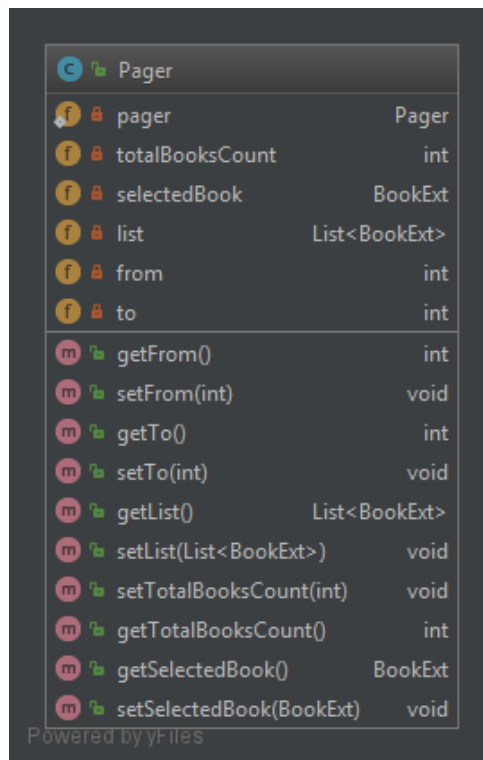 Pager
pager Pager
totalBooksCount int
selectedBook BookExt
list List<BookExt>
from int
to int
getFrom() int
setFrom(int) void
getTo() int
setTo(int) void
getList() List<BookExt>
setList(List<BookExt>) void
setTotalBooksCount(int) void
getTotalBooksCount() int
getSelectedBook() BookExt
setSelectedBook(BookExt) void
Powered by yFiles